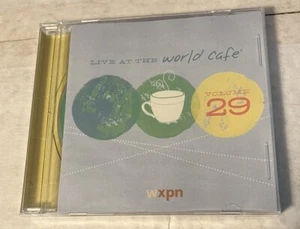 LIVE AT THE world cafe®
VOLUME
29
wxpn